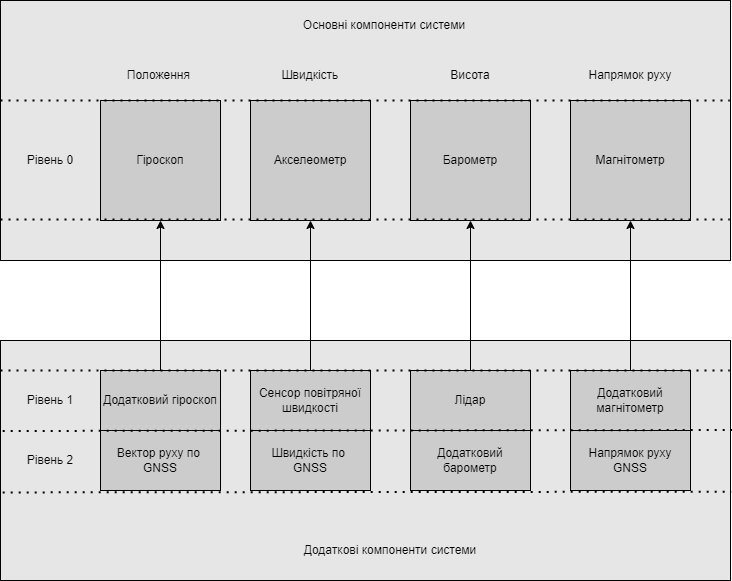 Основні компоненти системи
Положення
Швидкість
Висота
Напрямок руху
Рівень 0
Гіроскоп
Акселеометр
Барометр
Магнітометр
Рівень 1
Додатковий гіроскоп
Сенсор повітряної
швидкості
Лідар
Додатковий
магнітометр
Рівень 2
Вектор руху по
GNSS
Швидкість по
GNSS
Додатковий
барометр
Напрямок руху
GNSS
Додаткові компоненти системи